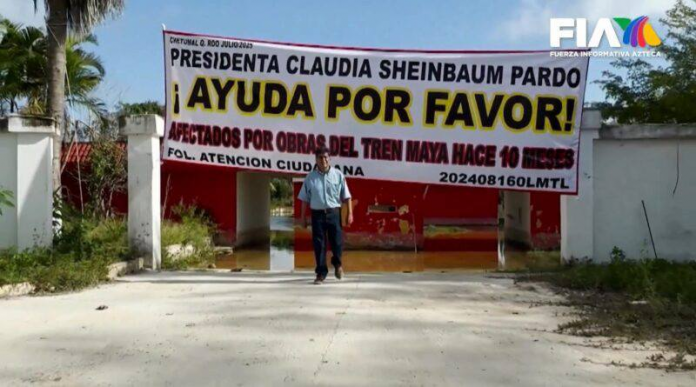 CHETUMAL Q. ROO JULIO/2025
PRESIDENTA CLAUDIA SHEINBAUM PARDO
¡AYUDA POR FAVOR!
AFECTADOS POR OBRAS DEL TREN MAYA HACE 10 MESES
FOL. ATENCION CIUDADANA 202408160LMTL
FIA
FUERZA INFORMATIVA AZTECA